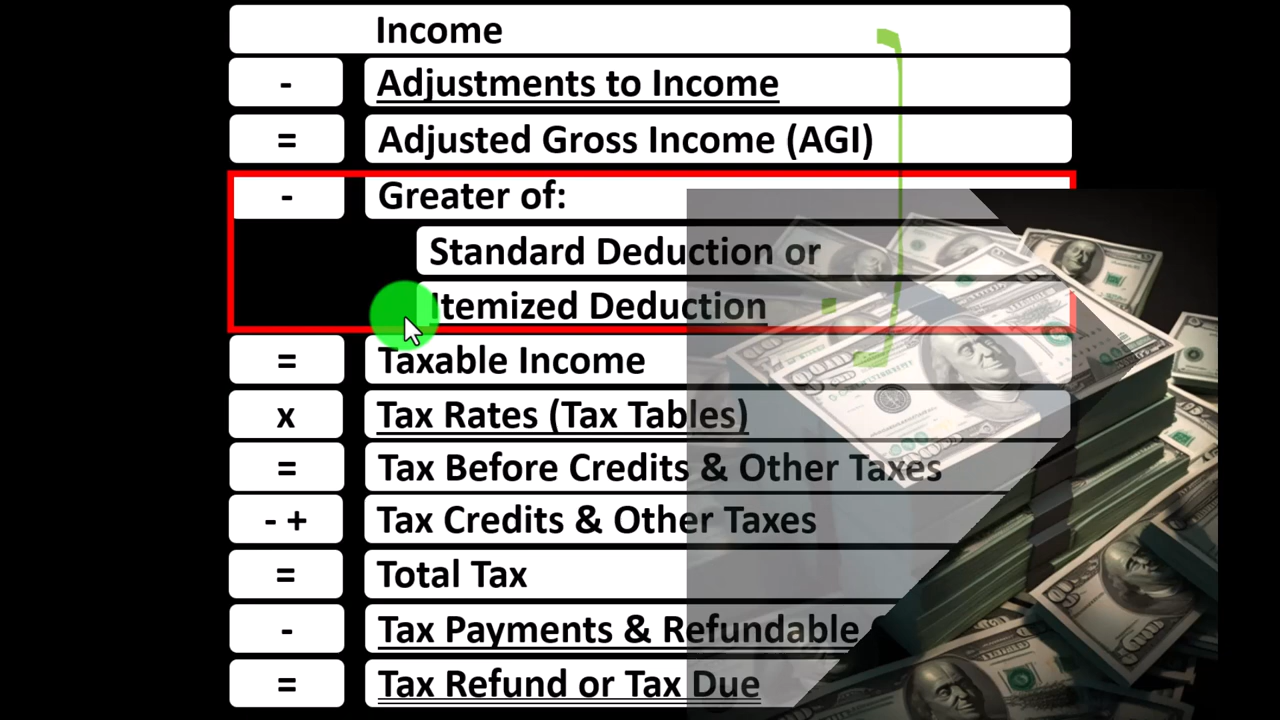 Income
- Adjustments to Income
= Adjusted Gross Income (AGI)
- Greater of:
Standard Deduction or
Itemized Deduction
= Taxable Income
x Tax Rates (Tax Tables)
= Tax Before Credits & Other Taxes
- + Tax Credits & Other Taxes
= Total Tax
- Tax Payments & Refundable
= Tax Refund or Tax Due